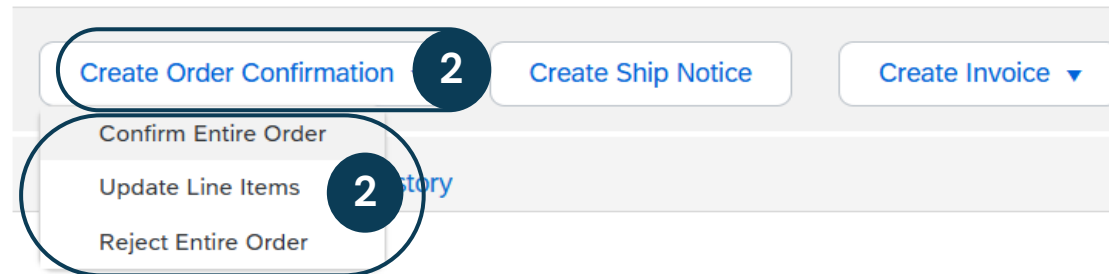 Create Order Confirmation 2 Create Ship Notice Create Invoice ▼
Confirm Entire Order
Update Line Items 2 story
Reject Entire Order